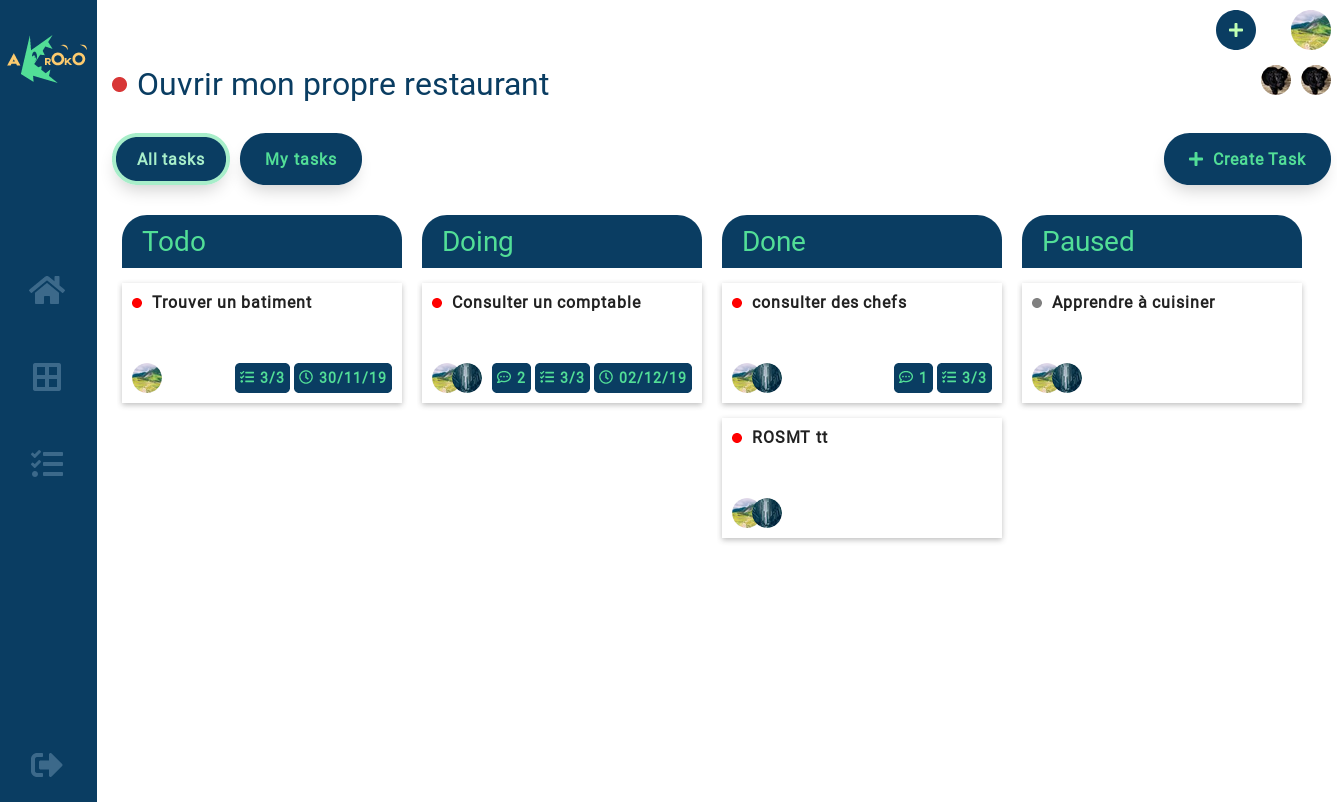 AKROKO
Ouvrir mon propre restaurant
All tasks
My tasks
Create Task
Todo
Doing
Done
Paused
Trouver un batiment
3/3
30/11/19
Consulter un comptable
2
3/3
02/12/19
consulter des chefs
1
3/3
Apprendre à cuisiner
ROSMT tt